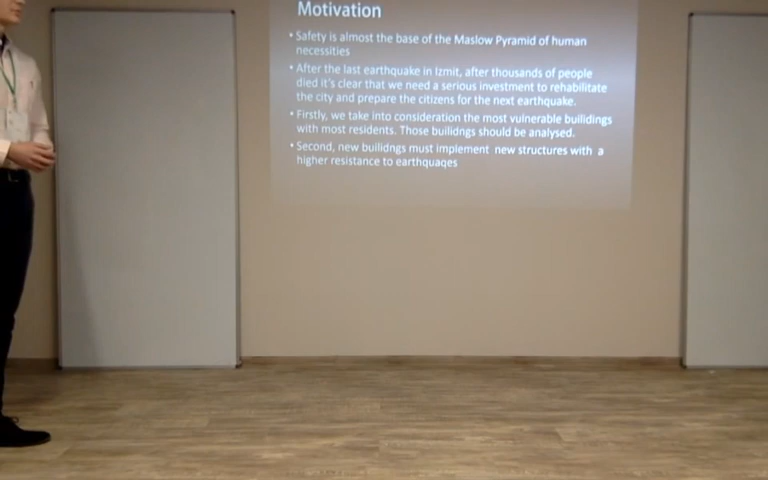 Motivation
• Safety is almost the base of the Maslow Pyramid of human
necessities
• After the last earthquake in Izmit, after thousands of people
died it's clear that we need a serious investment to rehabilitate
the city and prepare the citizens for the next earthquake.
• Firstly, we take into consideration the most vulnerable builidings
with most residents. Those builidngs should be analysed.
• Second, new builidngs must implement new structures with a
higher resistance to earthquaqes